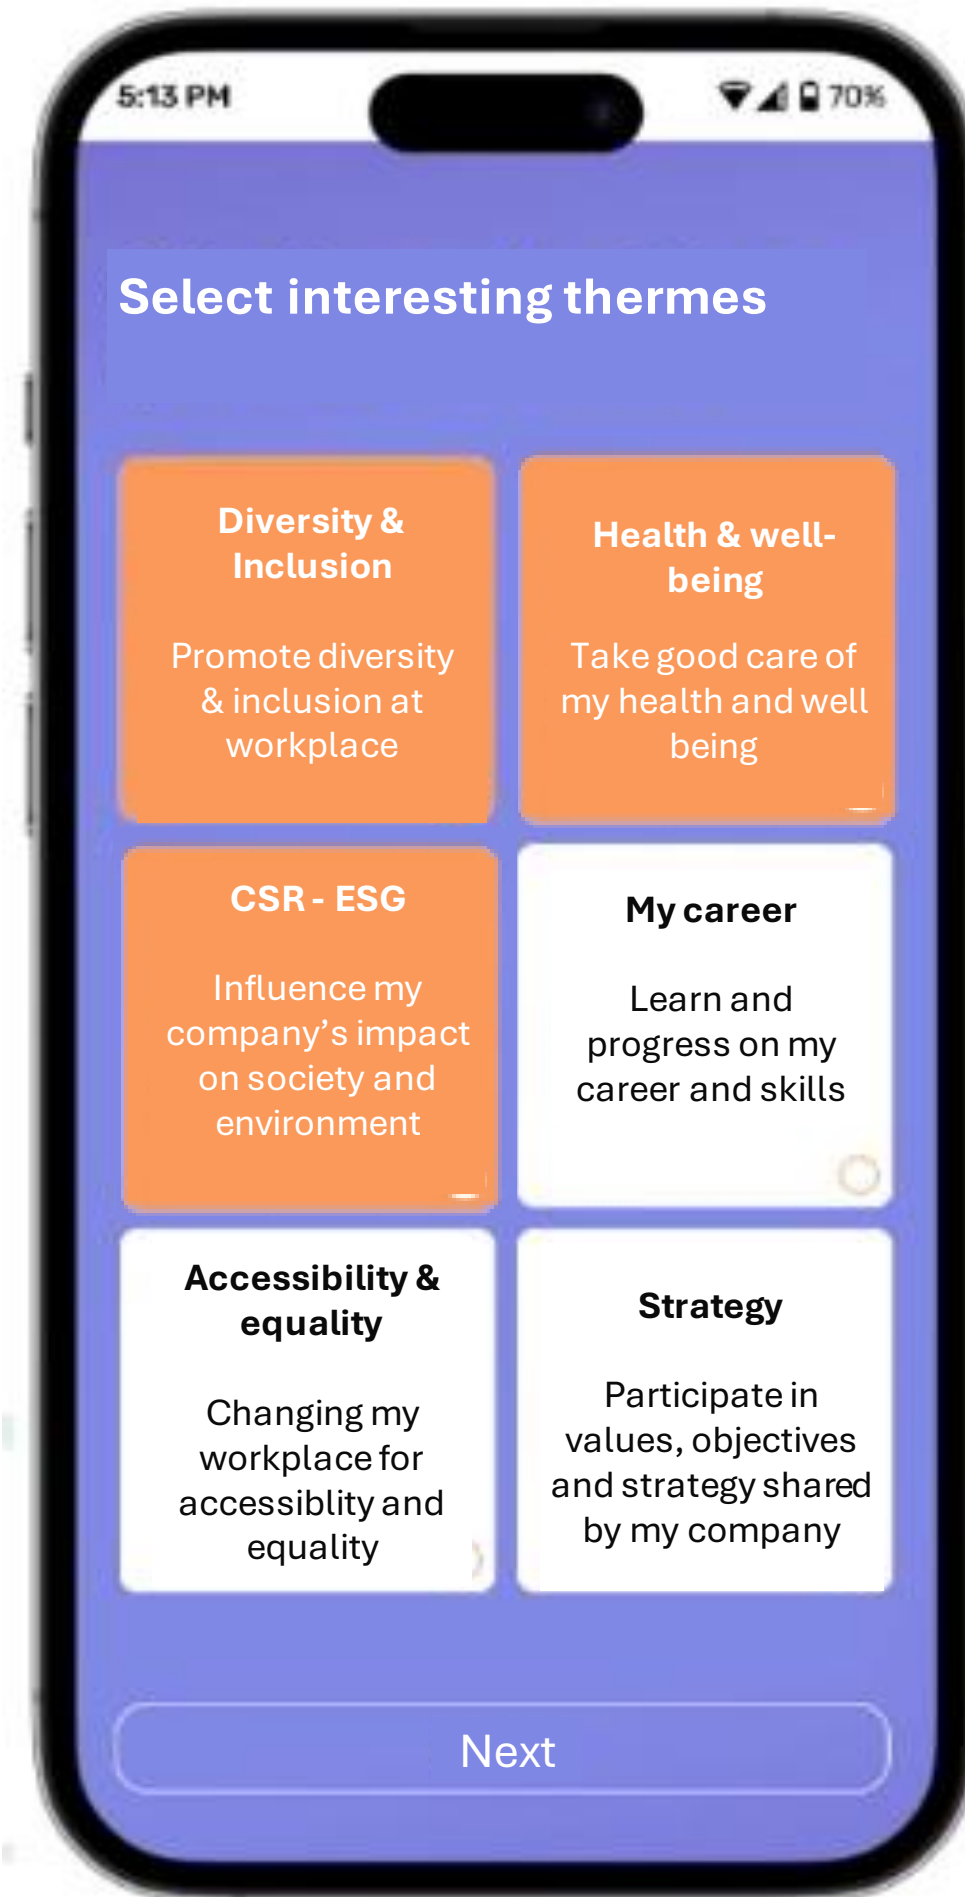 5:13 PM
70%
Select interesting thermes
Diversity &
Inclusion
Promote diversity
& inclusion at
workplace
Health & well-
being
Take good care of
my health and well
being
CSR - ESG
Influence my
company’s impact
on society and
environment
My career
Learn and
progress on my
career and skills
Accessibility &
equality
Changing my
workplace for
accessiblity and
equality
Strategy
Participate in
values, objectives
and strategy shared
by my company
Next